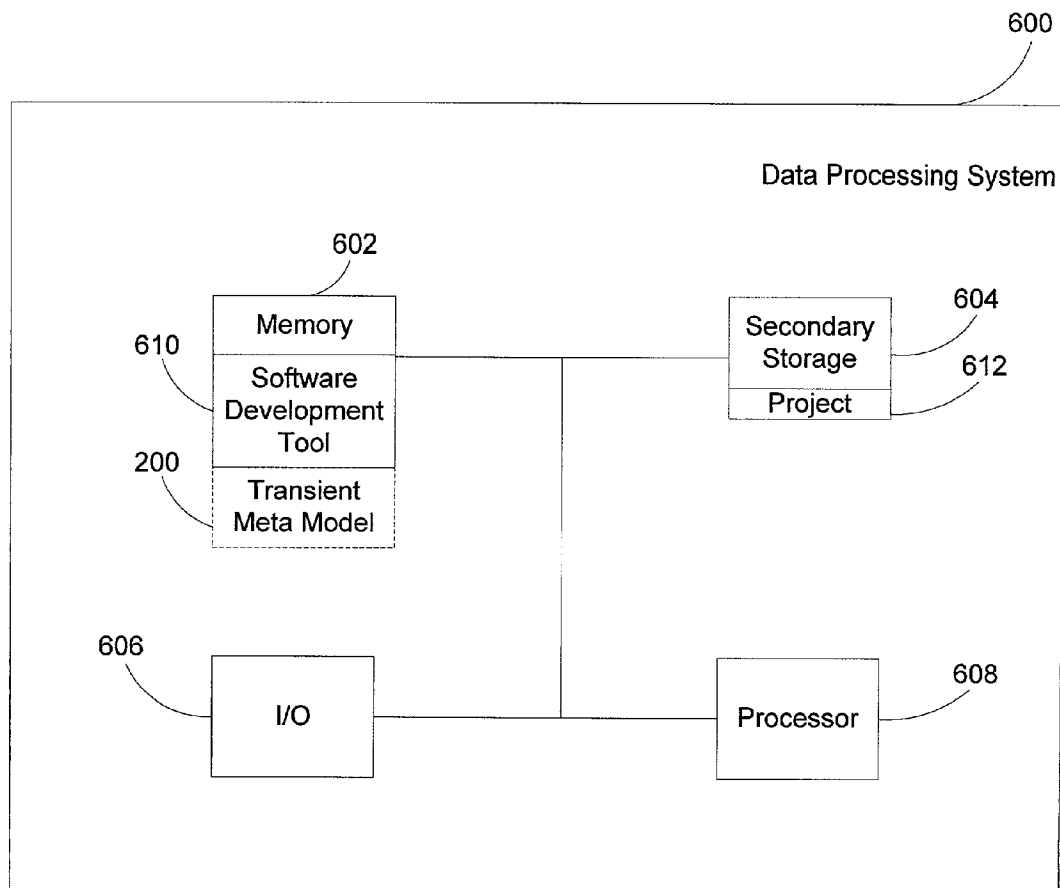 600
Data Processing System
602
Memory
610
Software
Development
Tool
200
Transient
Meta Model
604
Secondary
Storage
612
Project
606
I/O
608
Processor